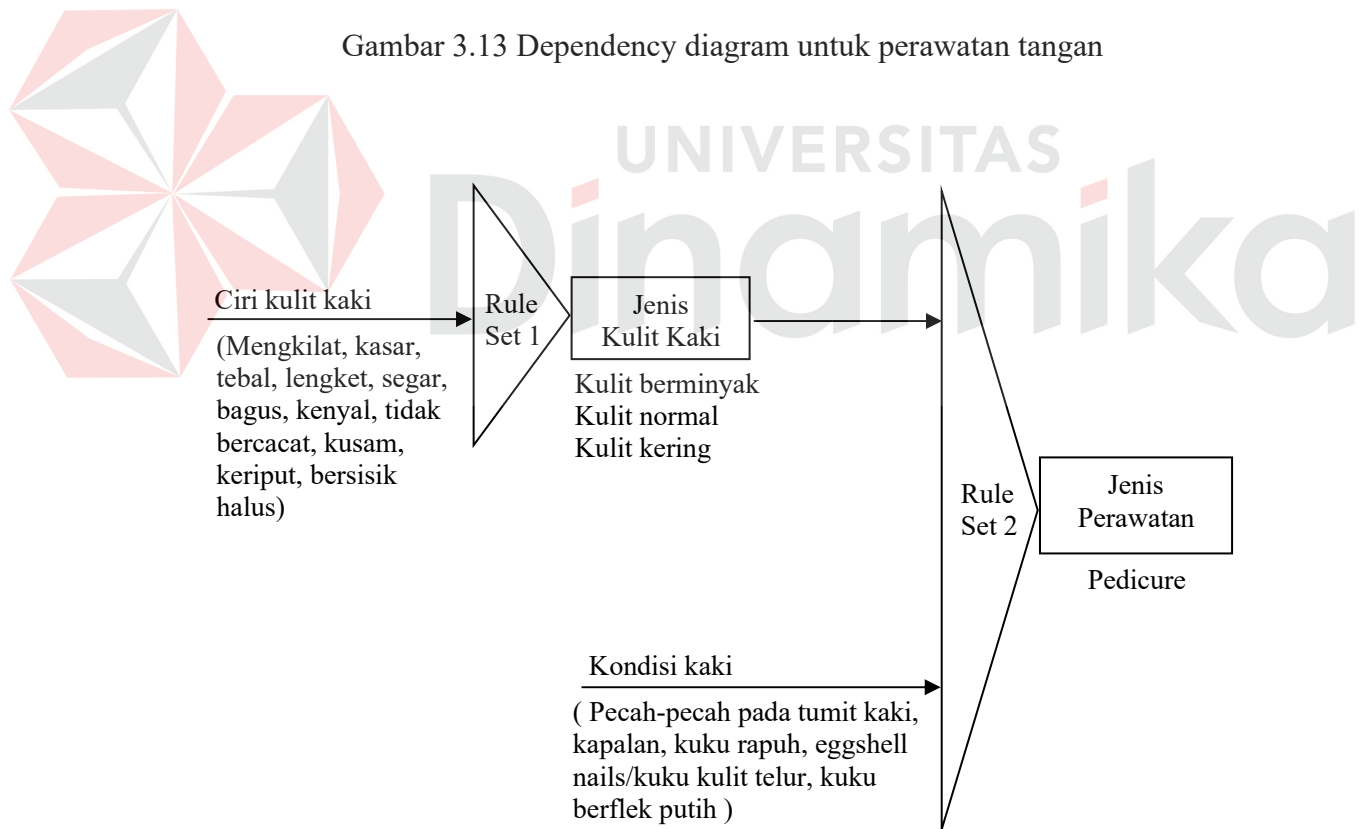 Gambar 3.13 Dependency diagram untuk perawatan tangan
UNIVERSITAS
Dinamika
Ciri kulit kaki
(Mengkilat, kasar,
tebal, lengket, segar,
bagus, kenyal, tidak
bercacat, kusam,
keriput, bersisik
halus)
Rule
Set 1
Jenis
Kulit Kaki
Kulit berminyak
Kulit normal
Kulit kering
Rule
Set 2
Jenis
Perawatan
Pedicure
Kondisi kaki
( Pecah-pecah pada tumit kaki,
kapalan, kuku rapuh, eggshell
nails/kuku kulit telur, kuku
berflek putih )